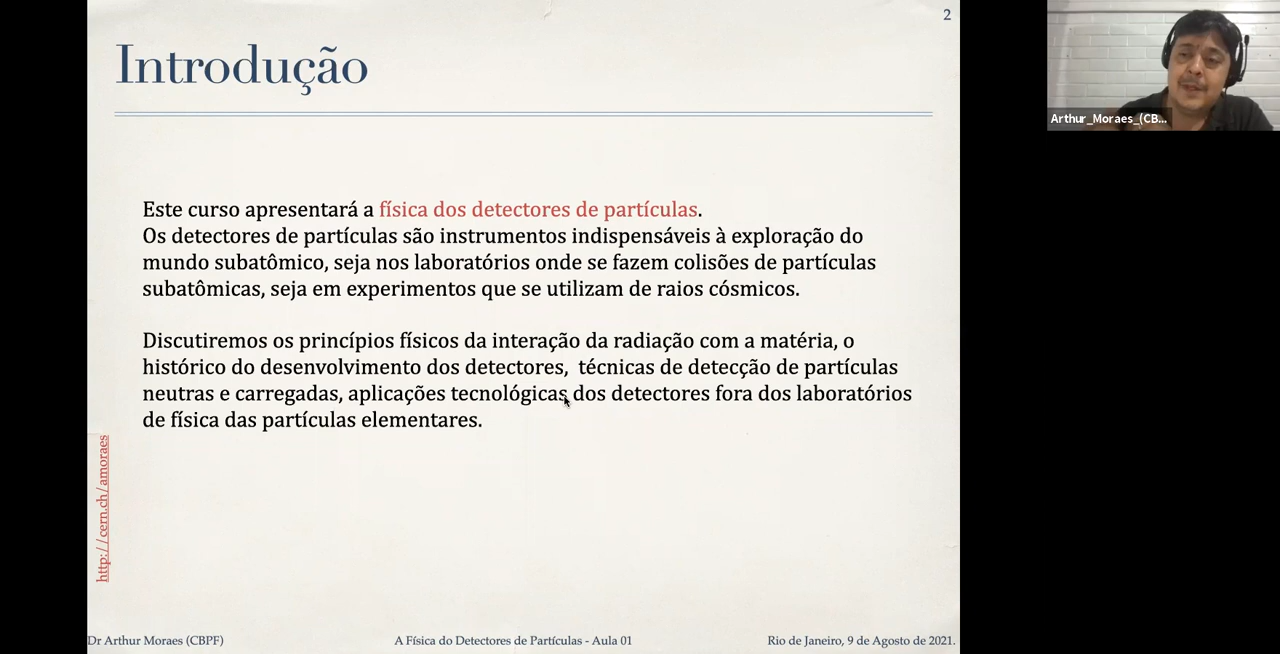 2
Introdução
Este curso apresentará a física dos detectores de partículas.
Os detectores de partículas são instrumentos indispensáveis à exploração do
mundo subatômico, seja nos laboratórios onde se fazem colisões de partículas
subatômicas, seja em experimentos que se utilizam de raios cósmicos.
Discutiremos os princípios físicos da interação da radiação com a matéria, o
histórico do desenvolvimento dos detectores, técnicas de detecção de partículas
neutras e carregadas, aplicações tecnológicas dos detectores fora dos laboratórios
de física das partículas elementares.
http://cern.ch/amoraes
Dr Arthur Moraes (CBPF)
A Física do Detectores de Partículas - Aula 01
Rio de Janeiro, 9 de Agosto de 2021.
Arthur_Moraes_(CB...